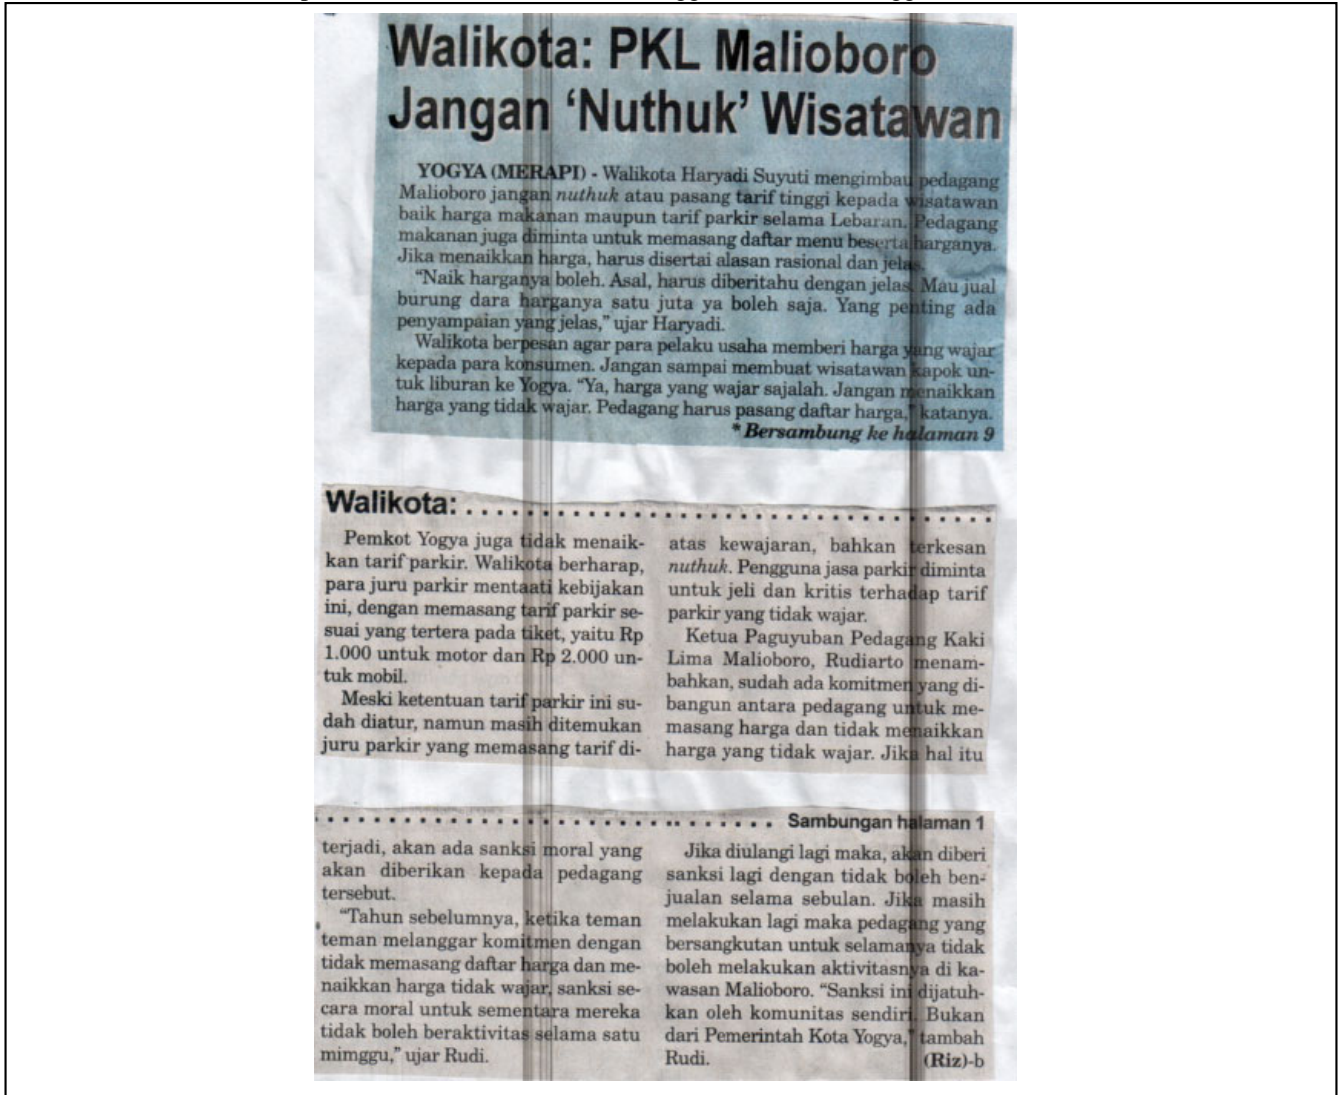 Walikota: PKL Malioboro
Jangan 'Nuthuk' Wisatawan
YOGYA (MERAPI) - Walikota Haryadi Suyuti mengimbau pedagang
Malioboro jangan nuthuk atau pasang tarif tinggi kepada wisatawan
baik harga makanan maupun tarif parkir selama Lebaran. Pedagang
makanan juga diminta untuk memasang daftar menu beserta harganya.
Jika menaikkan harga, harus disertai alasan rasional dan jelas.
“Naik harganya boleh. Asal, harus diberitahu dengan jelas. Mau jual
burung dara harganya satu juta ya boleh saja. Yang penting ada
penyampaian yang jelas,” ujar Haryadi.
Walikota berpesan agar para pelaku usaha memberi harga yang wajar
kepada para konsumen. Jangan sampai membuat wisatawan kapok un-
tuk liburan ke Yogya. “Ya, harga yang wajar sajalah. Jangan menaikkan
harga yang tidak wajar. Pedagang harus pasang daftar harga,” katanya.
* Bersambung ke halaman 9
Walikota: . . . . . . . . . . . . . . . . . . . . . . . . . . . . . .
Pemkot Yogya juga tidak menaik-
kan tarif parkir. Walikota berharap,
para juru parkir mentaati kebijakan
ini, dengan memasang tarif parkir se-
suai yang tertera pada tiket, yaitu Rp
1.000 untuk motor dan Rp 2.000 un-
tuk mobil.
Meski ketentuan tarif parkir ini su-
dah diatur, namun masih ditemukan
juru parkir yang memasang tarif di-
atas kewajaran, bahkan terkesan
nuthuk. Pengguna jasa parkir diminta
untuk jeli dan kritis terhadap tarif
parkir yang tidak wajar.
Ketua Paguyuban Pedagang Kaki
Lima Malioboro, Rudiarto menam-
bahkan, sudah ada komitmen yang di-
bangun antara pedagang untuk me-
masang harga dan tidak menaikkan
harga yang tidak wajar. Jika hal itu
. . . . . . . . . . . . . . . . . . . . . . . . . . . Sambungan halaman 1
terjadi, akan ada sanksi moral yang
akan diberikan kepada pedagang
tersebut.
“Tahun sebelumnya, ketika teman
teman melanggar komitmen dengan
tidak memasang daftar harga dan me-
naikkan harga tidak wajar, sanksi se-
cara moral untuk sementara mereka
tidak boleh beraktivitas selama satu
mimggu,” ujar Rudi.
Jika diulangi lagi maka, akan diberi
sanksi lagi dengan tidak boleh ben-
jualan selama sebulan. Jika masih
melakukan lagi maka pedagang yang
bersangkutan untuk selamanya tidak
boleh melakukan aktivitasnya di ka-
wasan Malioboro. “Sanksi ini dijatuh-
kan oleh komunitas sendiri. Bukan
dari Pemerintah Kota Yogya,” tambah
Rudi. (Riz)-b